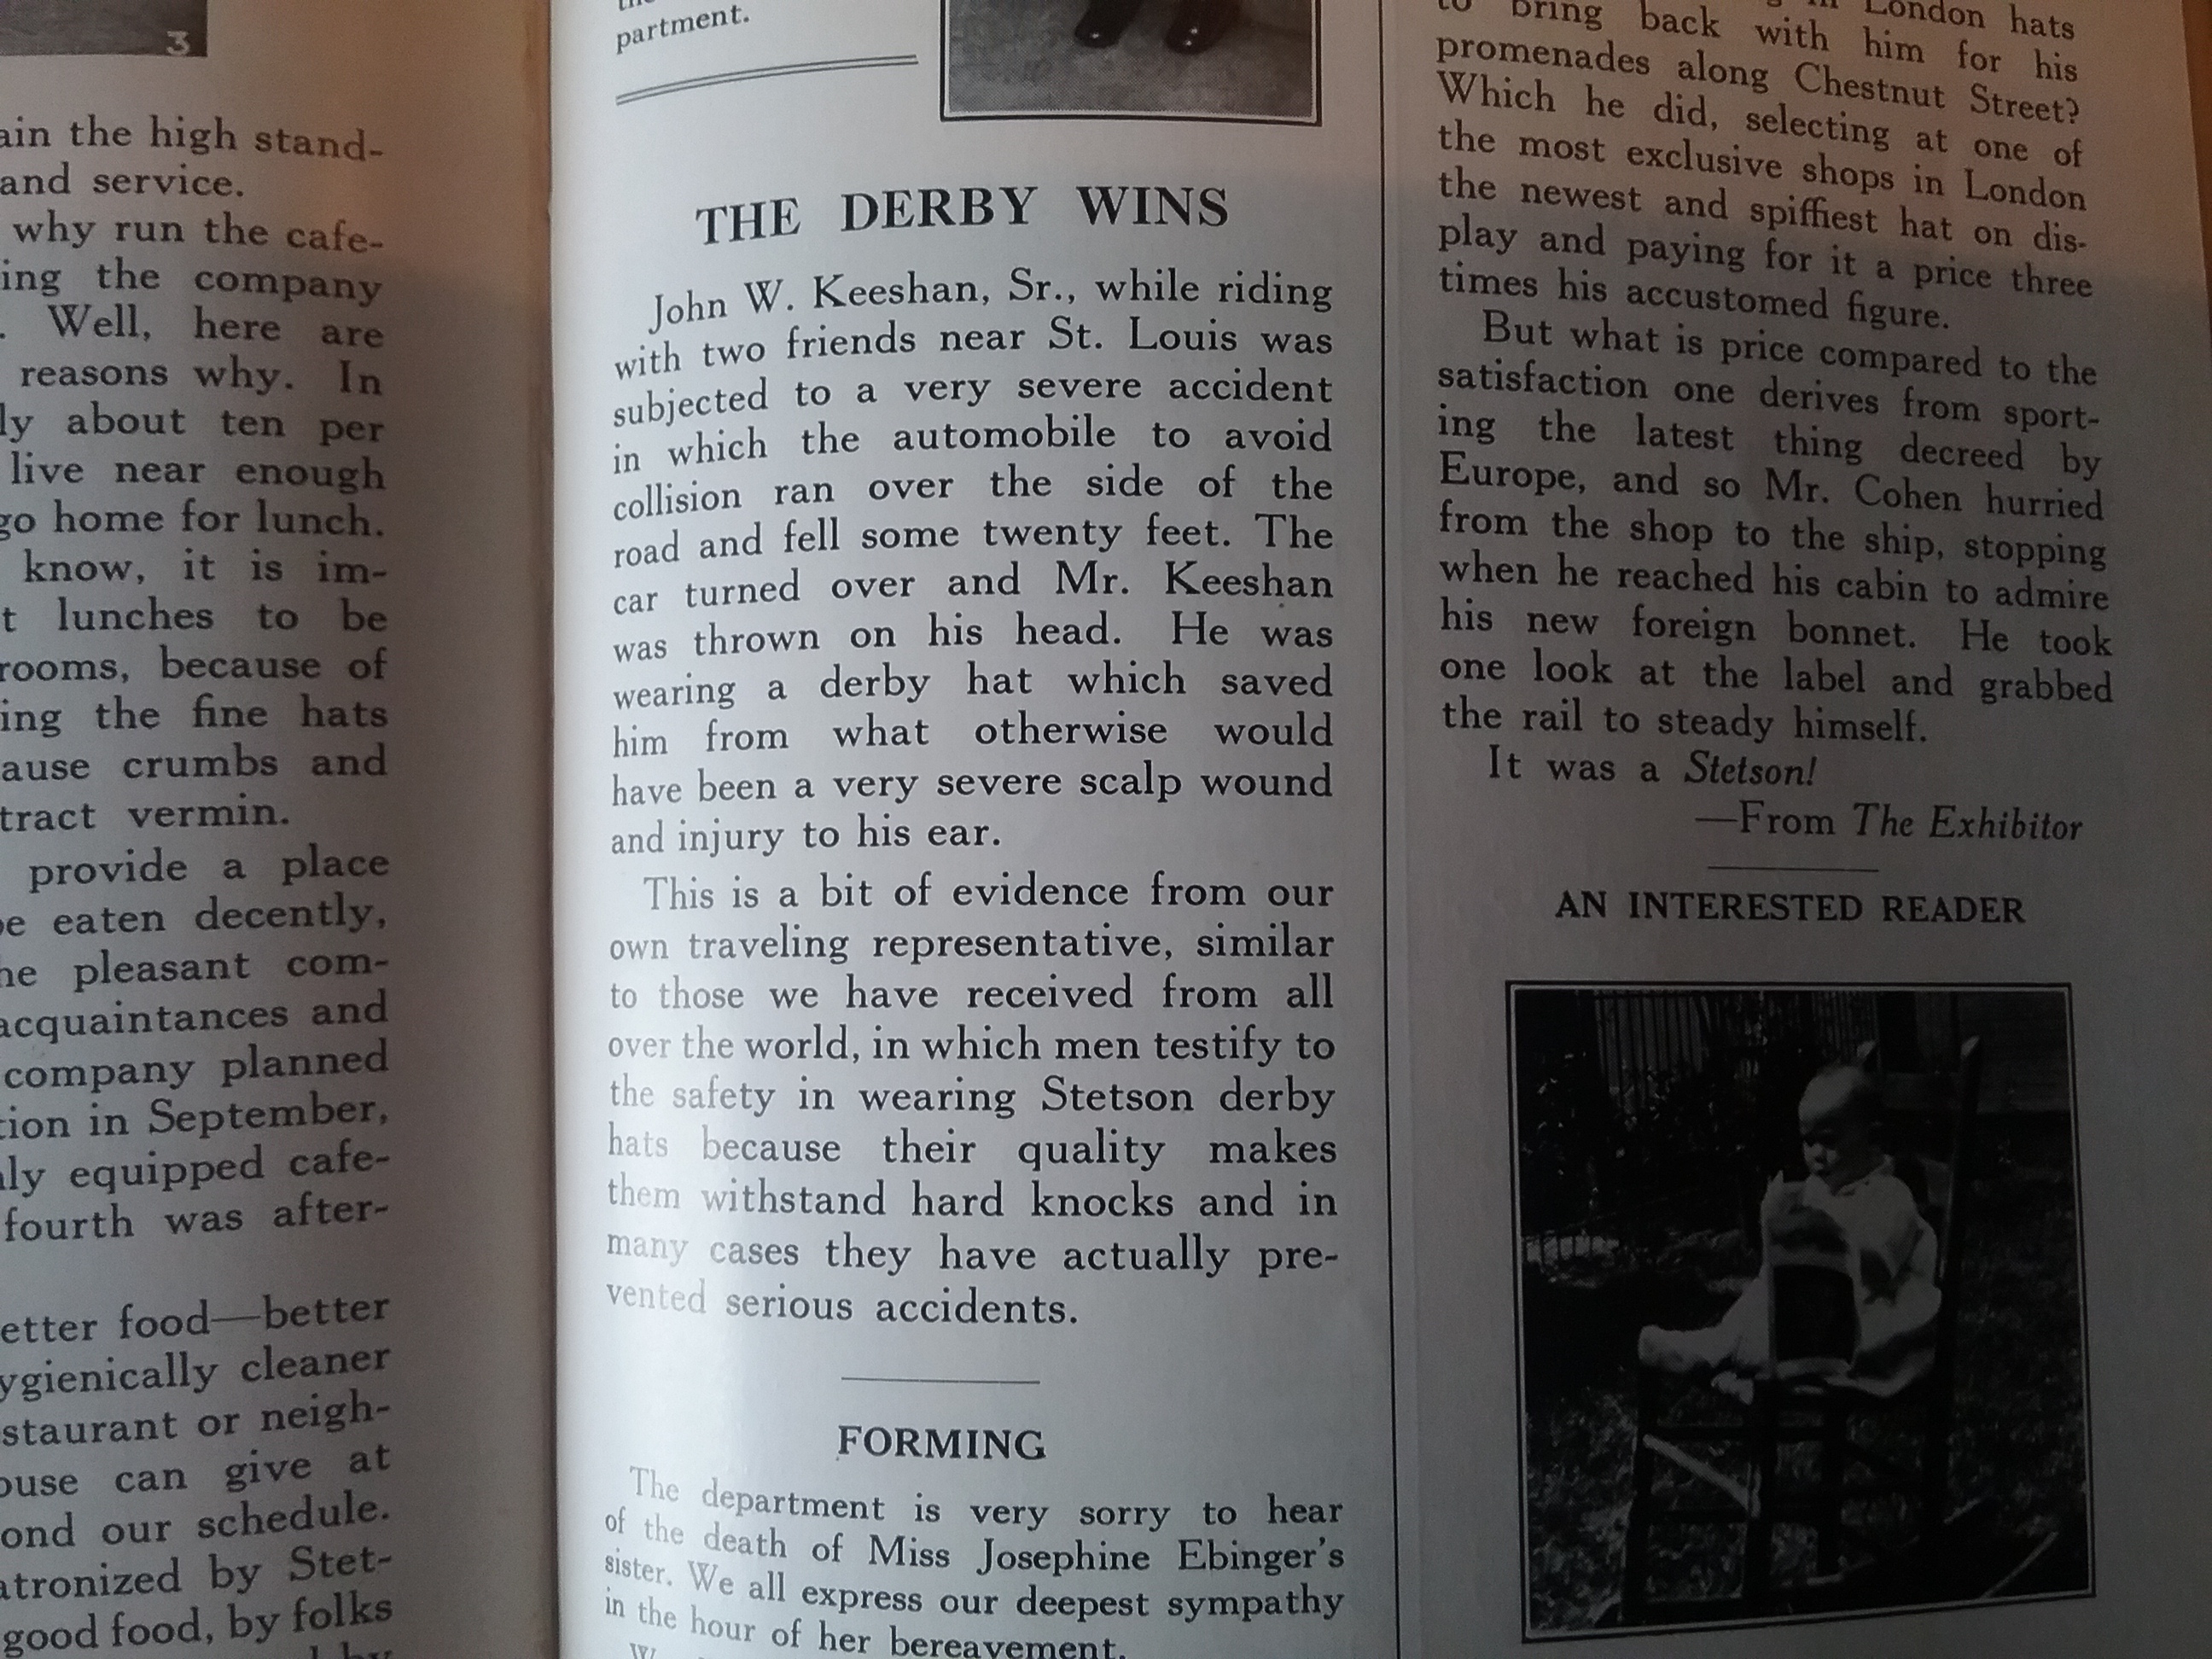 3
ain the high stand-
and service.
why run the cafe-
ing the company
. Well, here are
reasons why. In
ly about ten per
live near enough
go home for lunch.
know, it is im-
t lunches to be
rooms, because of
ing the fine hats
ause crumbs and
tract vermin.
provide a place
be eaten decently,
he pleasant com-
acquaintances and
company planned
tion in September,
ly equipped cafe-
fourth was after-
etter food—better
ygienically cleaner
staurant or neigh-
ouse can give at
ond our schedule.
atronized by Stet-
good food, by folks
by
partment.
THE DERBY WINS
John W. Keeshan, Sr., while riding
with two friends near St. Louis was
subjected to a very severe accident
in which the automobile to avoid
collision ran over the side of the
road and fell some twenty feet. The
car turned over and Mr. Keeshan
was thrown on his head. He was
wearing a derby hat which saved
him from what otherwise would
have been a very severe scalp wound
and injury to his ear.
This is a bit of evidence from our
own traveling representative, similar
to those we have received from all
over the world, in which men testify to
the safety in wearing Stetson derby
hats because their quality makes
them withstand hard knocks and in
many cases they have actually pre-
vented serious accidents.
FORMING
The department is very sorry to hear
of the death of Miss Josephine Ebinger's
sister. We all express our deepest sympathy
in the hour of her bereavement.
in London hats
to bring back with him for his
promenades along Chestnut Street?
Which he did, selecting at one of
the most exclusive shops in London
the newest and spiffiest hat on dis-
play and paying for it a price three
times his accustomed figure.
But what is price compared to the
satisfaction one derives from sport-
ing the latest thing decreed by
Europe, and so Mr. Cohen hurried
from the shop to the ship, stopping
when he reached his cabin to admire
his new foreign bonnet. He took
one look at the label and grabbed
the rail to steady himself.
It was a Stetson!
—From The Exhibitor
AN INTERESTED READER